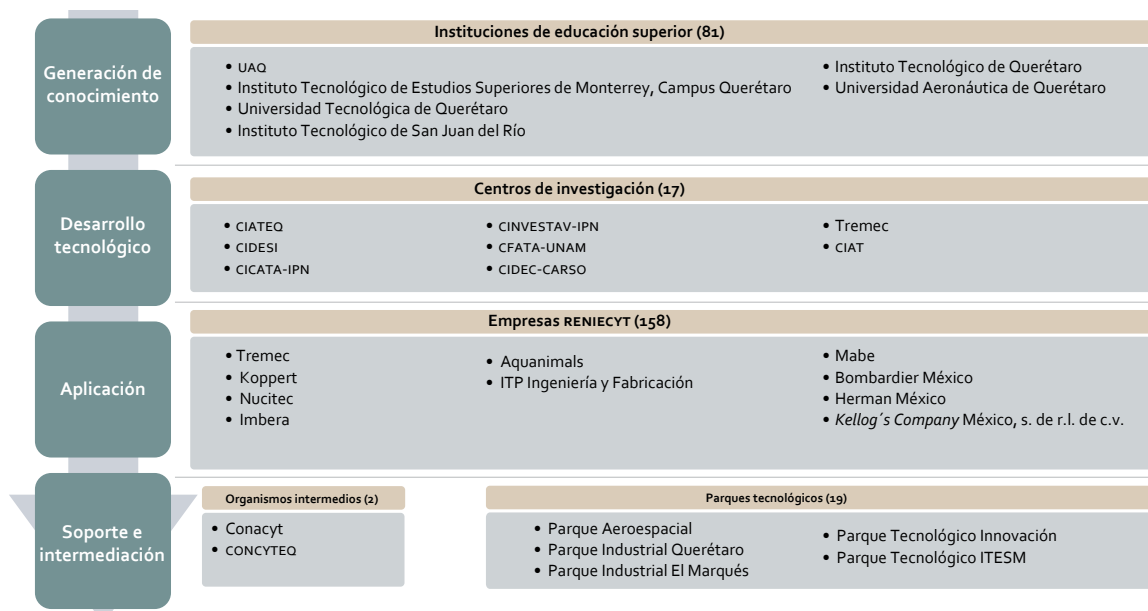 Generación de
conocimiento
Instituciones de educación superior (81)
• UAQ
• Instituto Tecnológico de Estudios Superiores de Monterrey, Campus Querétaro
• Universidad Tecnológica de Querétaro
• Instituto Tecnológico de San Juan del Río
• Instituto Tecnológico de Querétaro
• Universidad Aeronáutica de Querétaro
Desarrollo
tecnológico
Centros de investigación (17)
• CIATEQ
• CIDESI
• CICATA-IPN
• CINVESTAV-IPN
• CFATA-UNAM
• CIDEC-CARSO
• Tremec
• CIAT
Aplicación
Empresas RENIECYT (158)
• Tremec
• Koppert
• Nucitec
• Imbera
• Aquanimals
• ITP Ingeniería y Fabricación
• Mabe
• Bombardier México
• Herman México
• Kellog´s Company México, s. de r.l. de c.v.
Soporte e
intermediación
Organismos intermedios (2)
• Conacyt
• CONCYTEQ
Parques tecnológicos (19)
• Parque Aeroespacial
• Parque Industrial Querétaro
• Parque Industrial El Marqués
• Parque Tecnológico Innovación
• Parque Tecnológico ITESM